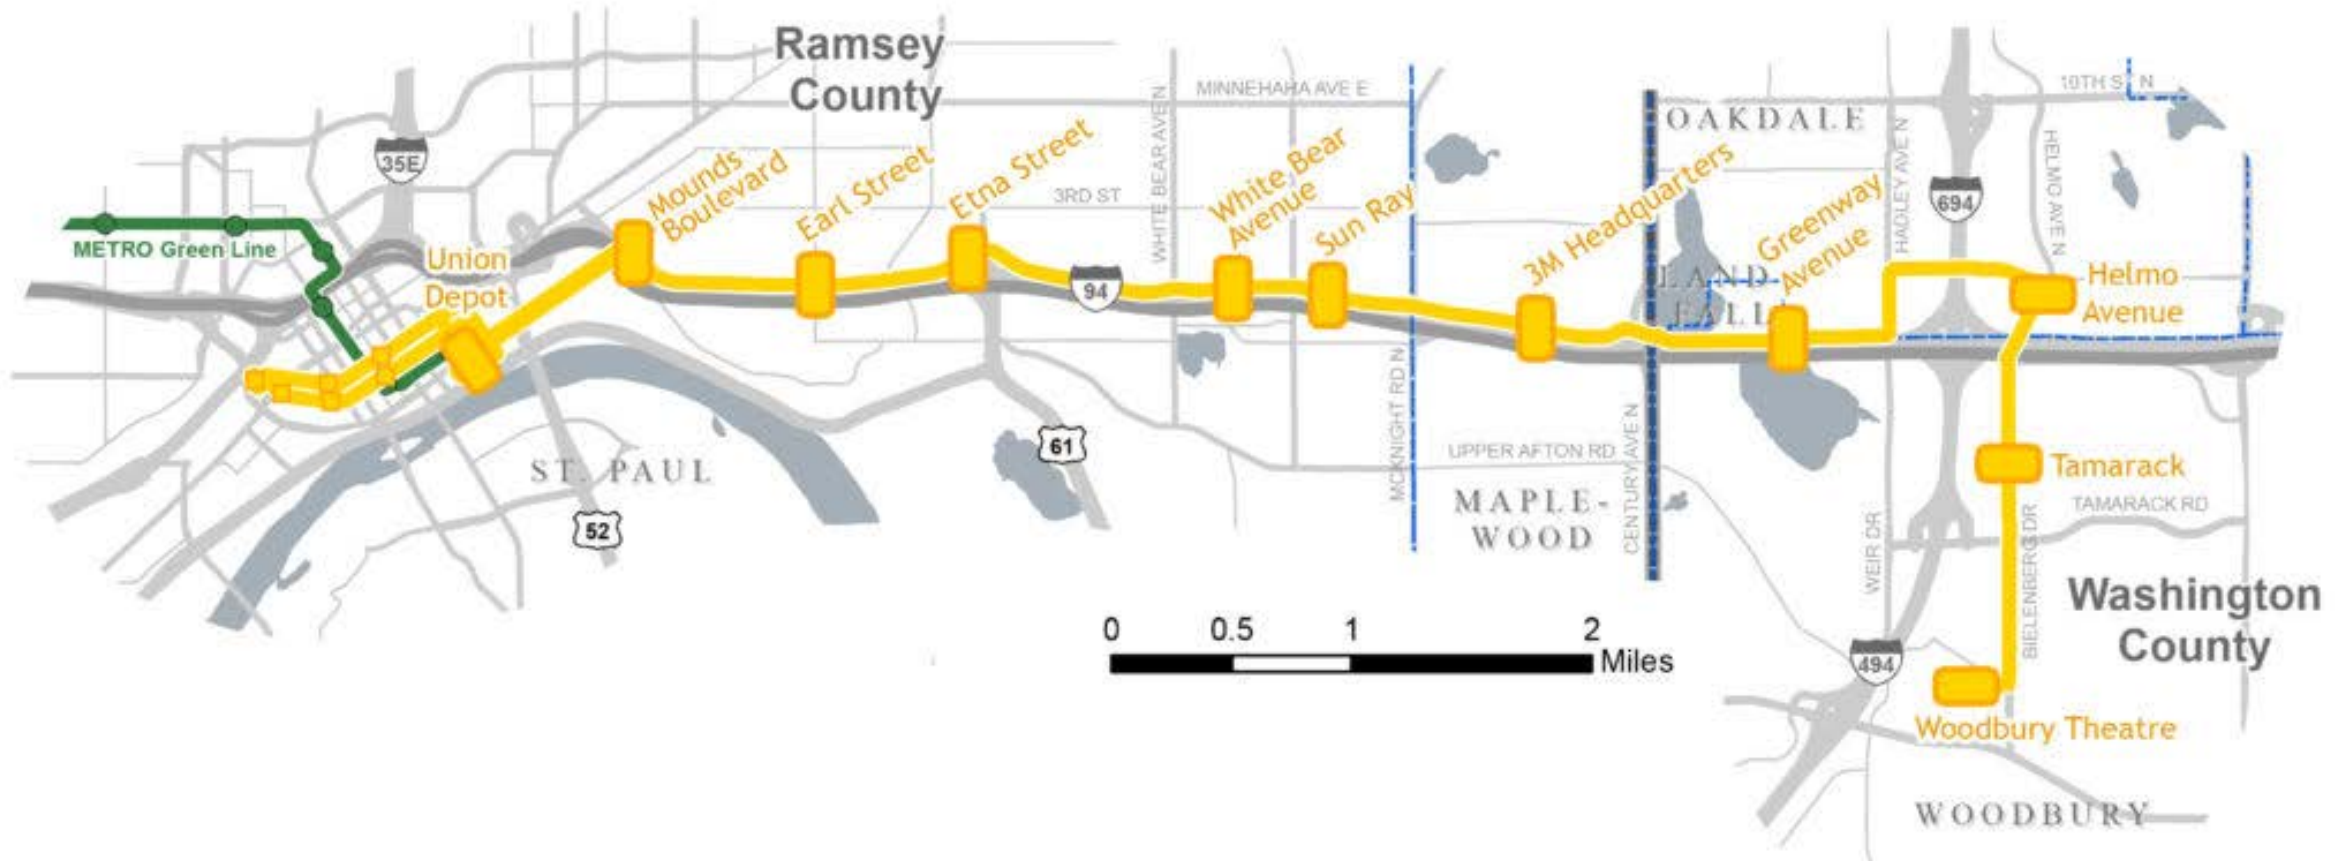 Ramsey
County
MINNEHAHA AVE E
10TH S N
OAKDALE
35E
Mounds
Boulevard
Earl Street
Etna Street
3RD ST
WHITE BEAR AVE N
White Bear
Avenue
Sun Ray
3M Headquarters
Greenway
Avenue
HADLEY AVE N
694
HELMO AVE N
METRO Green Line
Union
Depot
94
LAND
FALL
Helmo
Avenue
ST. PAUL
61
52
MCKNIGHT RD N
UPPER AFTON RD
CENTURY AVE N
MAPLE-
WOOD
Tamarack
TAMARACK RD
WEIR DR
BIELENBERG DR
Washington
County
0 0.5 1 2
Miles
494
Woodbury Theatre
WOODBURY